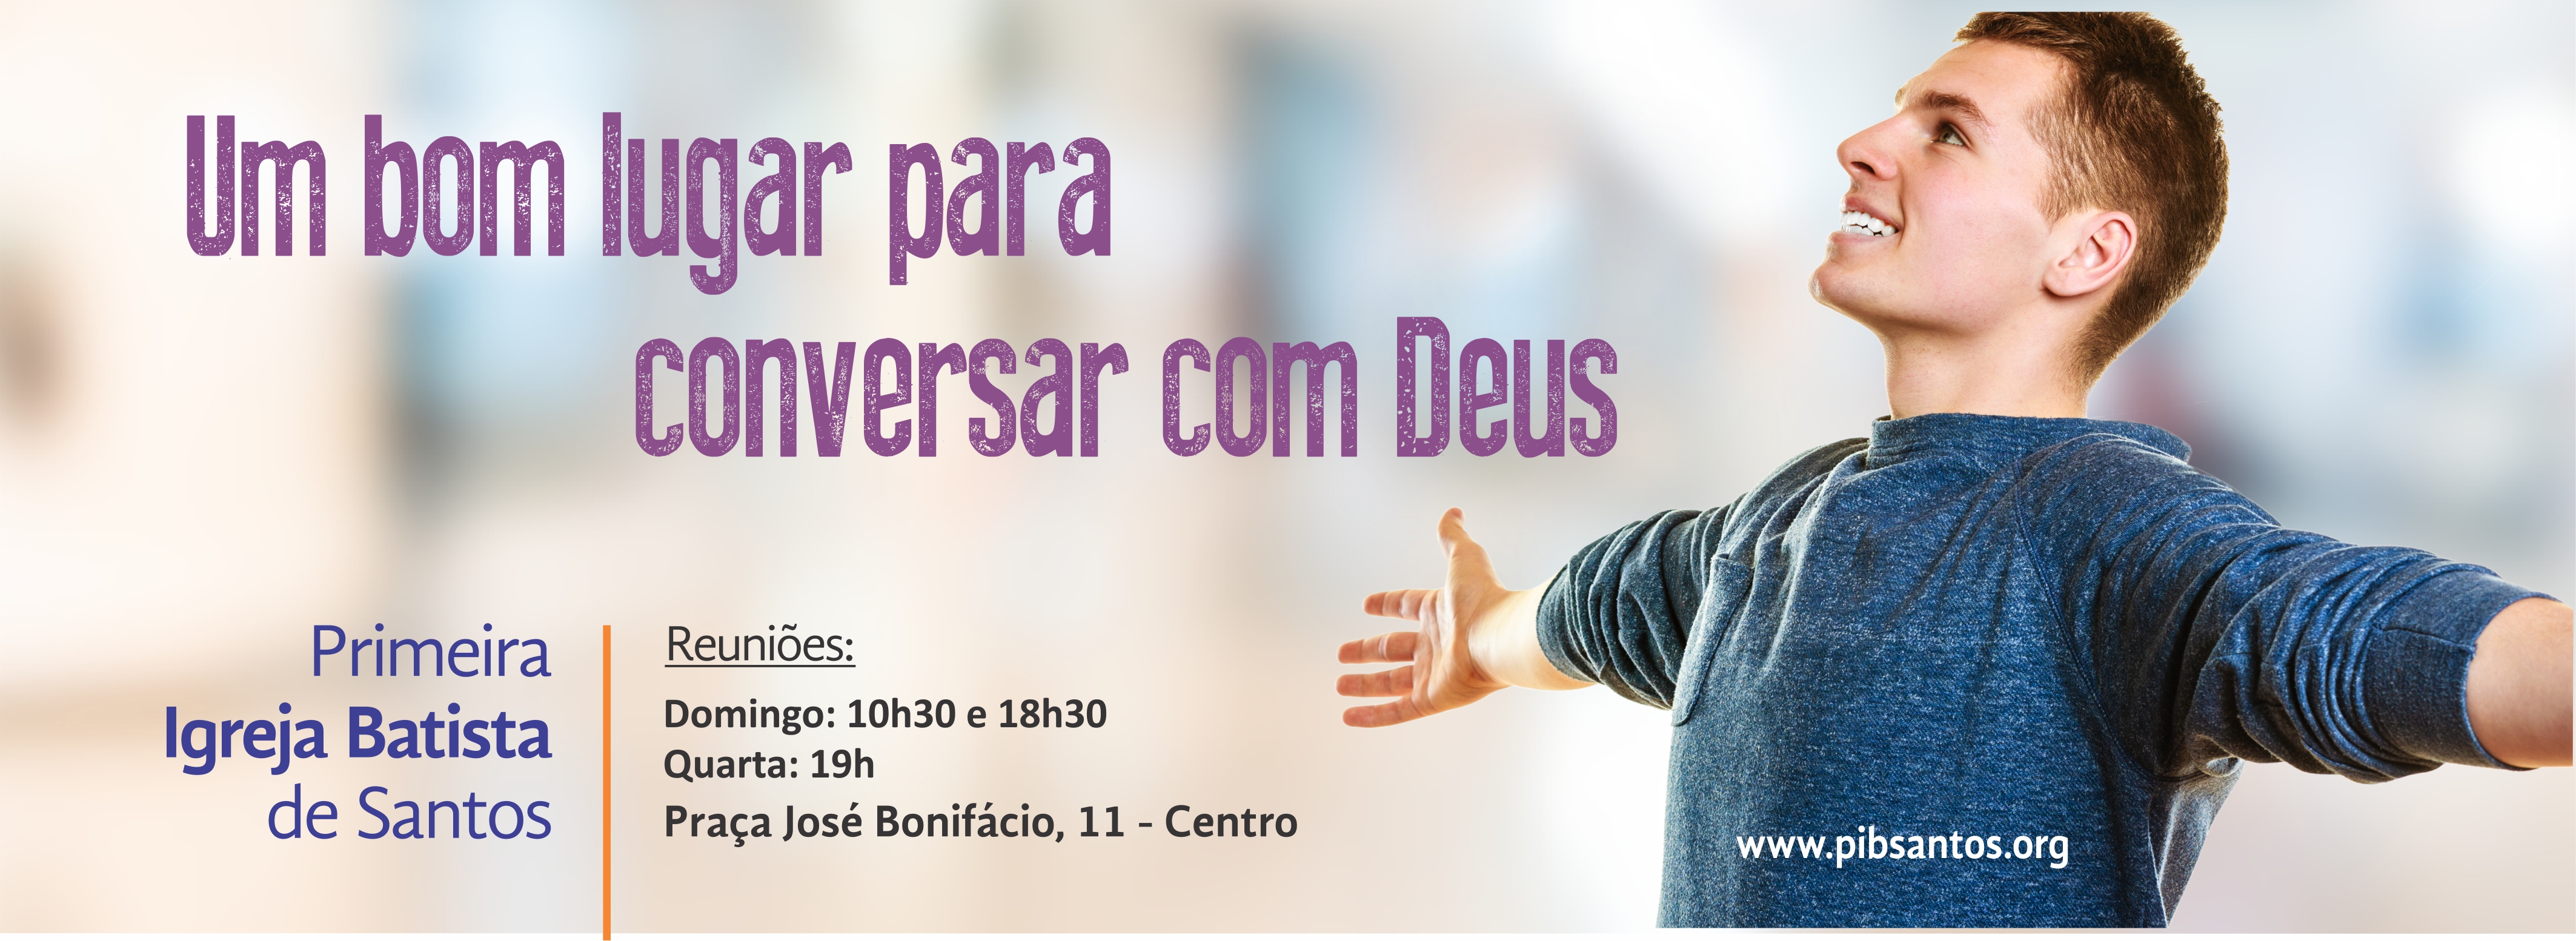 Um bom lugar para
conversar com Deus
Primeira
Igreja Batista
de Santos
Reuniões:
Domingo: 10h30 e 18h30
Quarta: 19h
Praça José Bonifácio, 11 - Centro
www.pibsantos.org